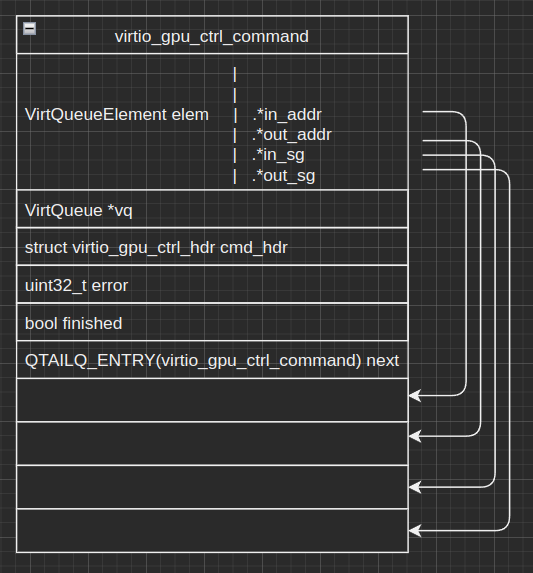 virtio_gpu_ctrl_command
|
|
VirtQueueElement elem | .*in_addr
| .*out_addr
| .*in_sg
| .*out_sg
VirtQueue *vq
struct virtio_gpu_ctrl_hdr cmd_hdr
uint32_t error
bool finished
QTAILQ_ENTRY(virtio_gpu_ctrl_command) next